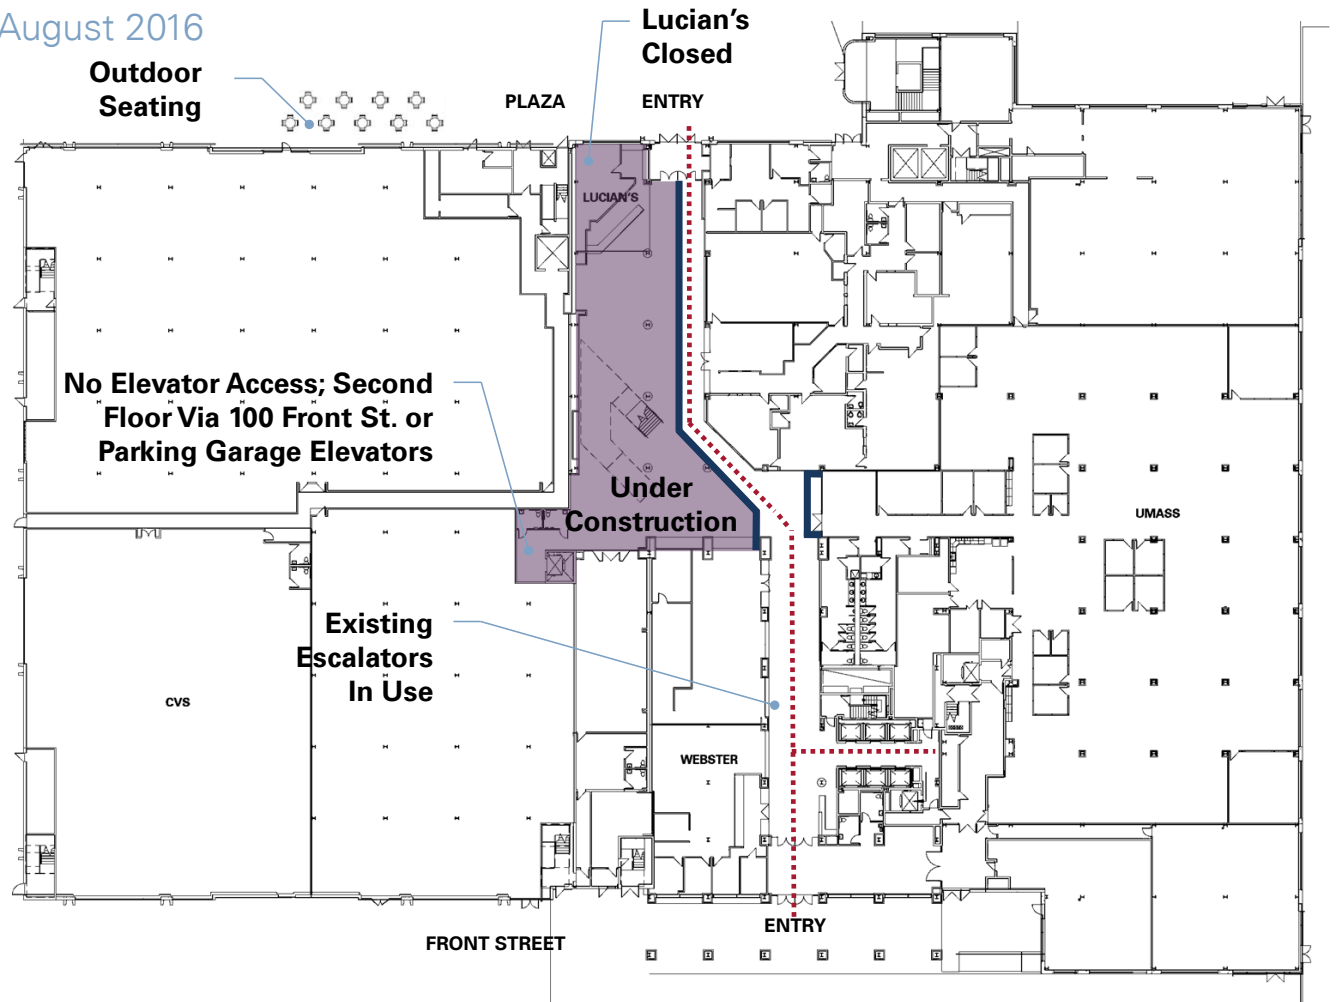 August 2016
Lucian's
Closed
Outdoor
Seating
PLAZA
ENTRY
LUCIAN'S
No Elevator Access; Second
Floor Via 100 Front St. or
Parking Garage Elevators
Under
Construction
UMASS
Existing
Escalators
In Use
CVS
WEBSTER
ENTRY
FRONT STREET